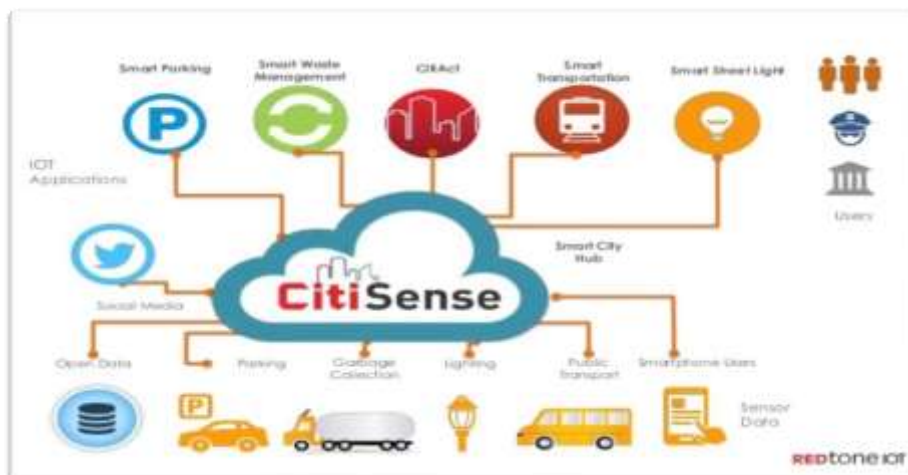 Smart Parking
Smart Waste
Management
CitiAct
Smart
Transportation
Smart Street Light
P
IOT
Applications
Users
Smart City
Hub
CitiSense
Social Media
Open Data
Parking
Garbage
Collection
Lighting
Public
Transport
Smartphone Users
P
Sensor
Data
REDtone IOT